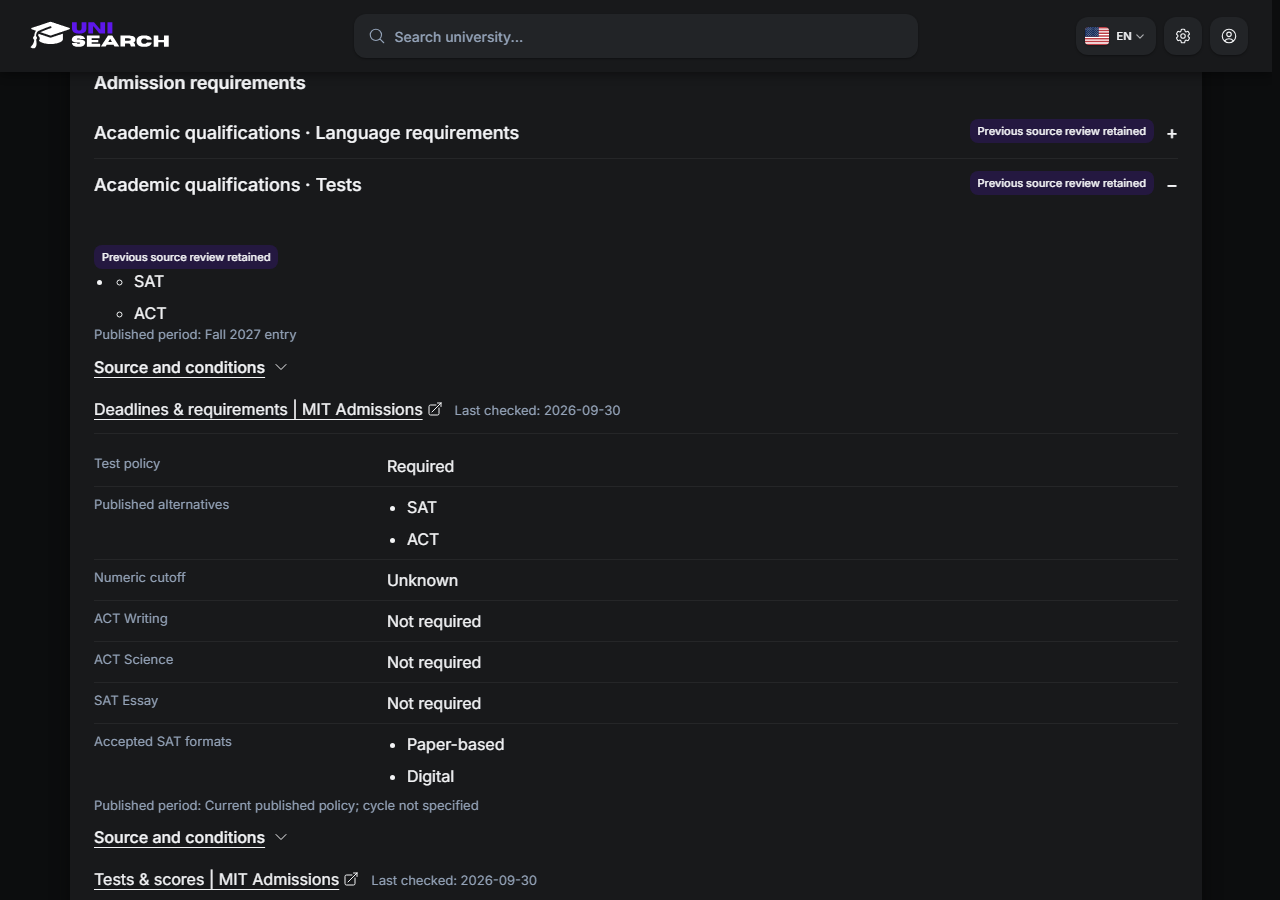 UNI
SEARCH
Search university...
EN
Admission requirements
Academic qualifications · Language requirements
Previous source review retained
+
Academic qualifications · Tests
Previous source review retained
−
Previous source review retained
SAT
ACT
Published period: Fall 2027 entry
Source and conditions
Deadlines & requirements | MIT Admissions
Last checked: 2026-09-30
Test policy
Required
Published alternatives
SAT
ACT
Numeric cutoff
Unknown
ACT Writing
Not required
ACT Science
Not required
SAT Essay
Not required
Accepted SAT formats
Paper-based
Digital
Published period: Current published policy; cycle not specified
Source and conditions
Tests & scores | MIT Admissions
Last checked: 2026-09-30